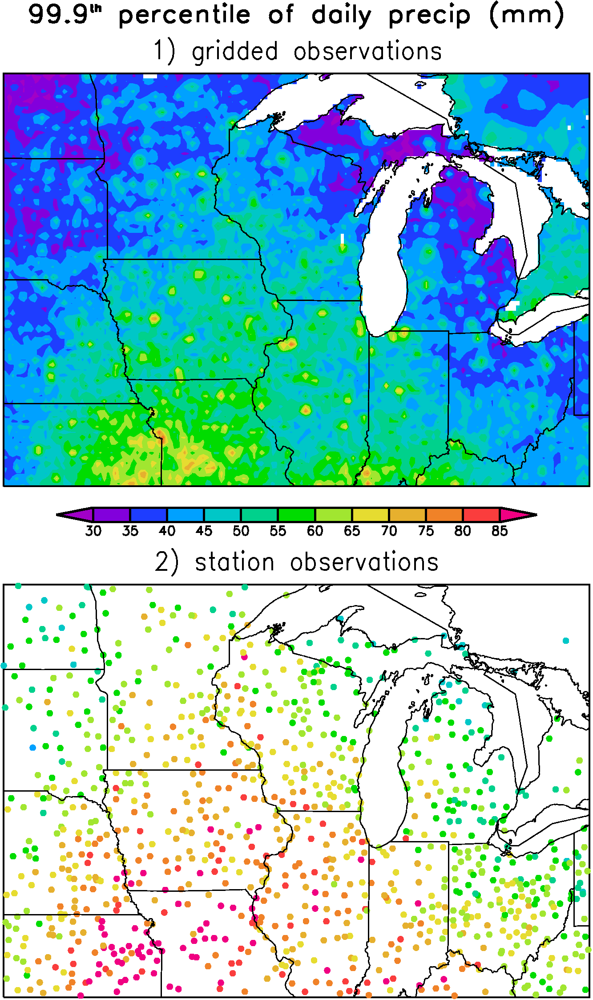 99.9th percentile of daily precip (mm)
1) gridded observations
30 35 40 45 50 55 60 65 70 75 80 85
2) station observations